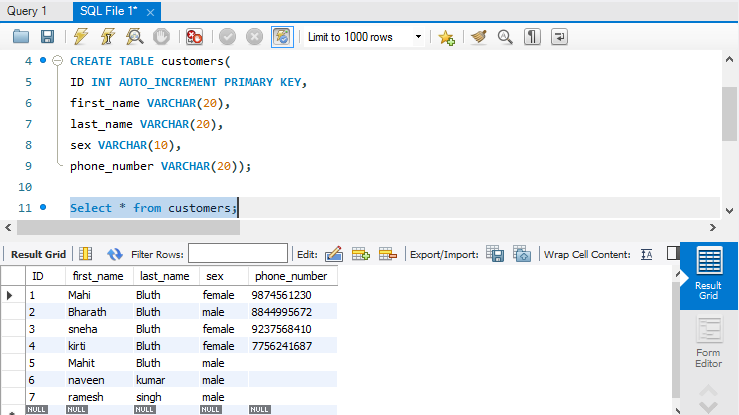 Query 1 SQL File 1*
Limit to 1000 rows
4 CREATE TABLE customers(
5 ID INT AUTO_INCREMENT PRIMARY KEY,
6 first_name VARCHAR(20),
7 last_name VARCHAR(20),
8 sex VARCHAR(10),
9 phone_number VARCHAR(20));
10
11 Select * from customers;
Result Grid Filter Rows: Edit: Export/Import: Wrap Cell Content: IA
ID first_name last_name sex phone_number
1 Mahi Bluth female 9874561230
2 Bharath Bluth male 8844995672
3 sneha Bluth female 9237568410
4 kirti Bluth female 7756241687
5 Mahit Bluth male
6 naveen kumar male
7 ramesh singh male
NULL NULL NULL NULL NULL
Result
Grid
Form
Editor